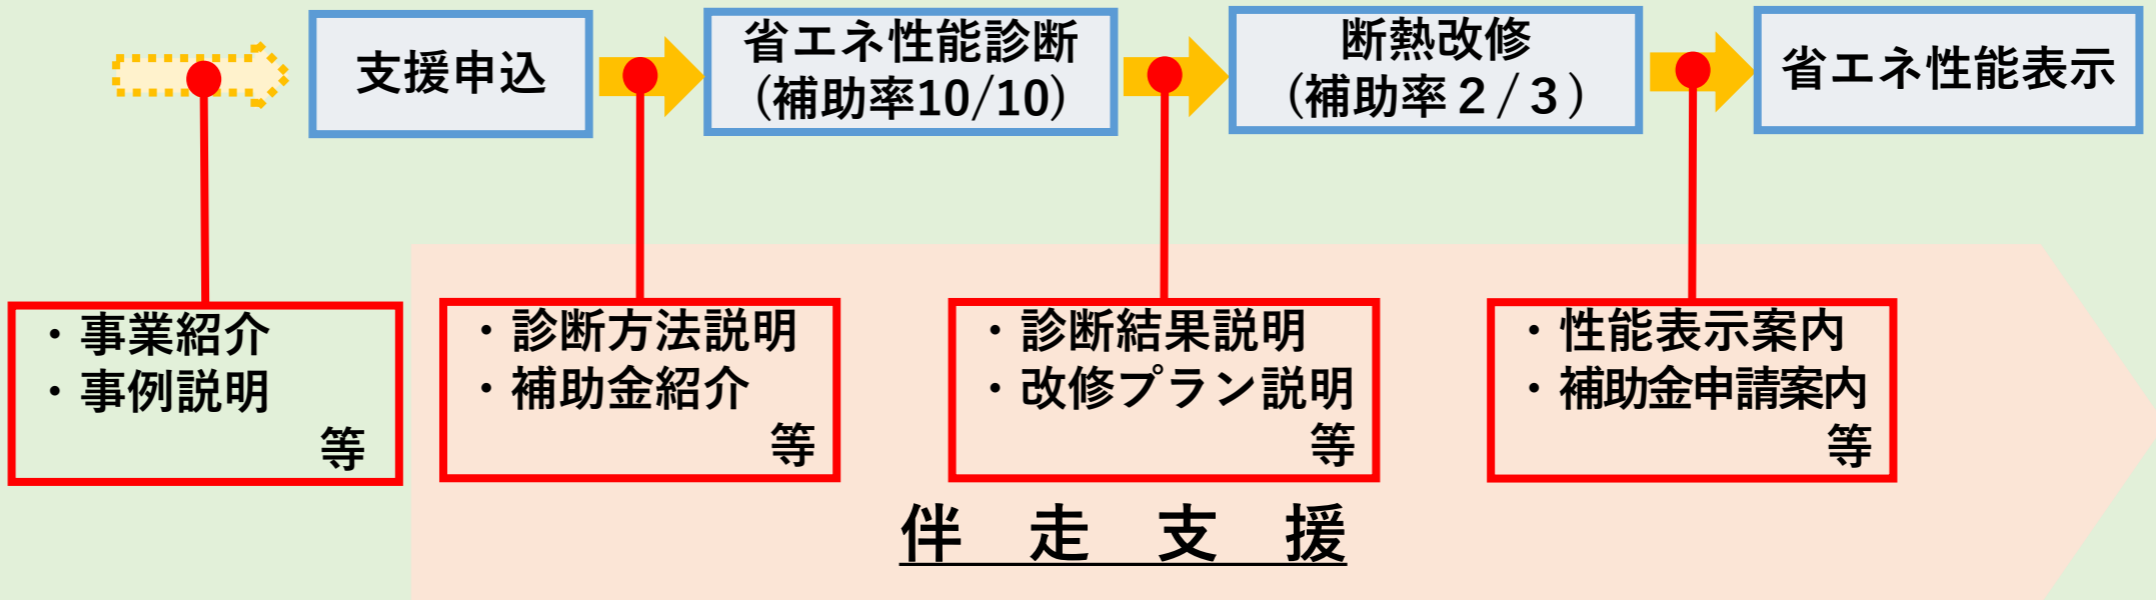 支援申込
省エネ性能診断
(補助率10/10)
断熱改修
(補助率２/３)
省エネ性能表示
・事業紹介
・事例説明
等
・診断方法説明
・補助金紹介
等
・診断結果説明
・改修プラン説明
等
・性能表示案内
・補助金申請案内
等
伴　走　支　援